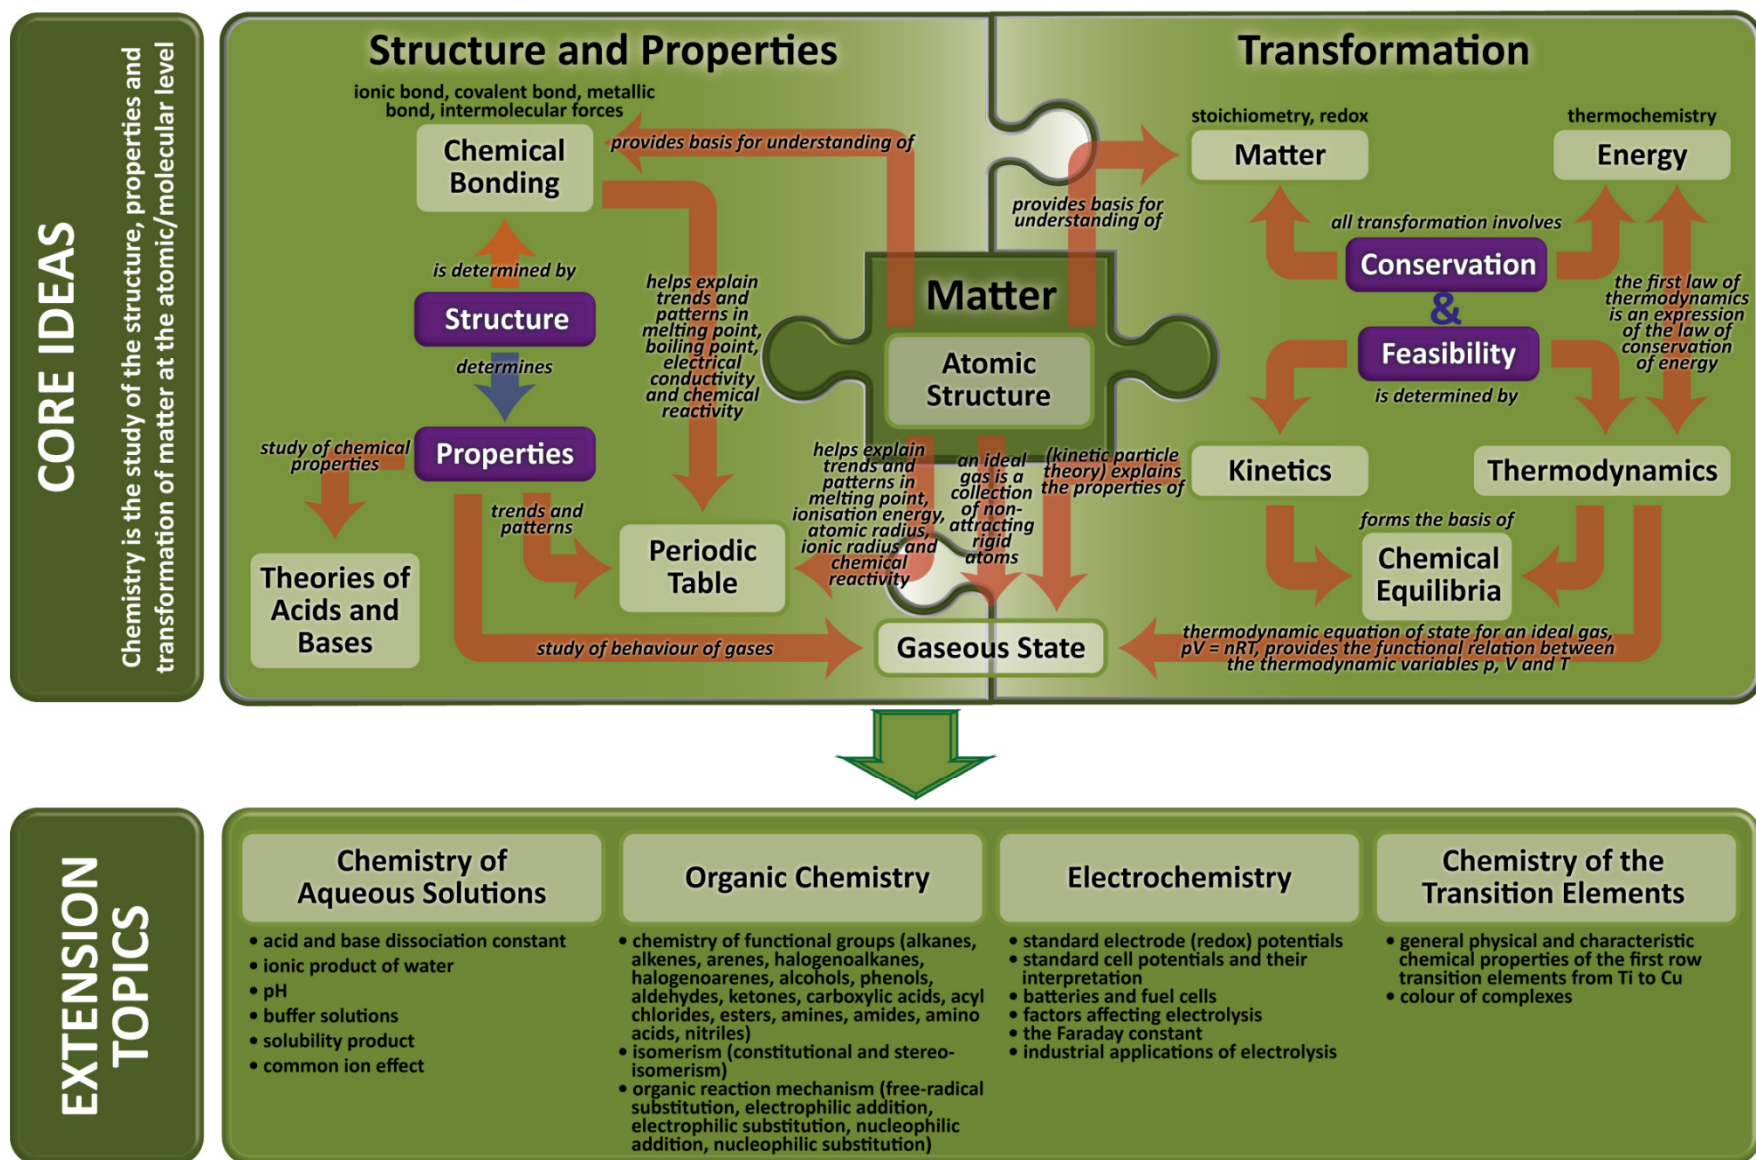 CORE IDEAS
Chemistry is the study of the structure, properties and
transformation of matter at the atomic/molecular level
Structure and Properties
ionic bond, covalent bond, metallic
bond, intermolecular forces
Chemical
Bonding
provides basis for understanding of
is determined by
Structure
determines
Properties
helps explain
trends and
patterns in
melting point,
boiling point,
electrical
conductivity
and chemical
reactivity
study of chemical
properties
trends and
patterns
Theories of
Acids and
Bases
Periodic
Table
study of behaviour of gases
Matter
Atomic
Structure
helps explain
trends and
patterns in
melting point,
ionisation energy,
atomic radius,
ionic radius and
chemical
reactivity
an ideal
gas is a
collection
of non-
attracting
rigid
atoms
(kinetic particle
theory) explains
the properties of
Gaseous State
Transformation
provides basis for
understanding of
stoichiometry, redox
Matter
thermochemistry
Energy
all transformation involves
Conservation
&
Feasibility
is determined by
the first law of
thermodynamics
is an expression
of the law of
conservation
of energy
Kinetics
Thermodynamics
forms the basis of
Chemical
Equilibria
thermodynamic equation of state for an ideal gas,
pV = nRT, provides the functional relation between
the thermodynamic variables p, V and T
EXTENSION
TOPICS
Chemistry of
Aqueous Solutions
• acid and base dissociation constant
• ionic product of water
• pH
• buffer solutions
• solubility product
• common ion effect
Organic Chemistry
• chemistry of functional groups (alkanes,
alkenes, arenes, halogenoalkanes,
halogenoarenes, alcohols, phenols,
aldehydes, ketones, carboxylic acids, acyl
chlorides, esters, amines, amides, amino
acids, nitriles)
• isomerism (constitutional and stereo-
isomerism)
• organic reaction mechanism (free-radical
substitution, electrophilic addition,
electrophilic substitution, nucleophilic
addition, nucleophilic substitution)
Electrochemistry
• standard electrode (redox) potentials
• standard cell potentials and their
interpretation
• batteries and fuel cells
• factors affecting electrolysis
• the Faraday constant
• industrial applications of electrolysis
Chemistry of the
Transition Elements
• general physical and characteristic
chemical properties of the first row
transition elements from Ti to Cu
• colour of complexes